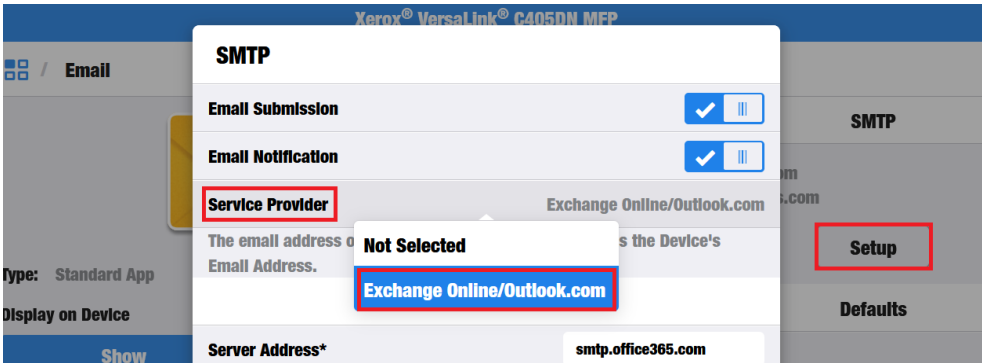 Xerox® VersaLink® C405DN MFP
/ Email
SMTP
Email Submission
Email Notification
Service Provider
Exchange Online/Outlook.com
The email address o
s the Device's
Email Address.
Not Selected
Exchange Online/Outlook.com
Server Address*
smtp.office365.com
Type: Standard App
Display on Device
Show
SMTP
om
s.com
Setup
Defaults